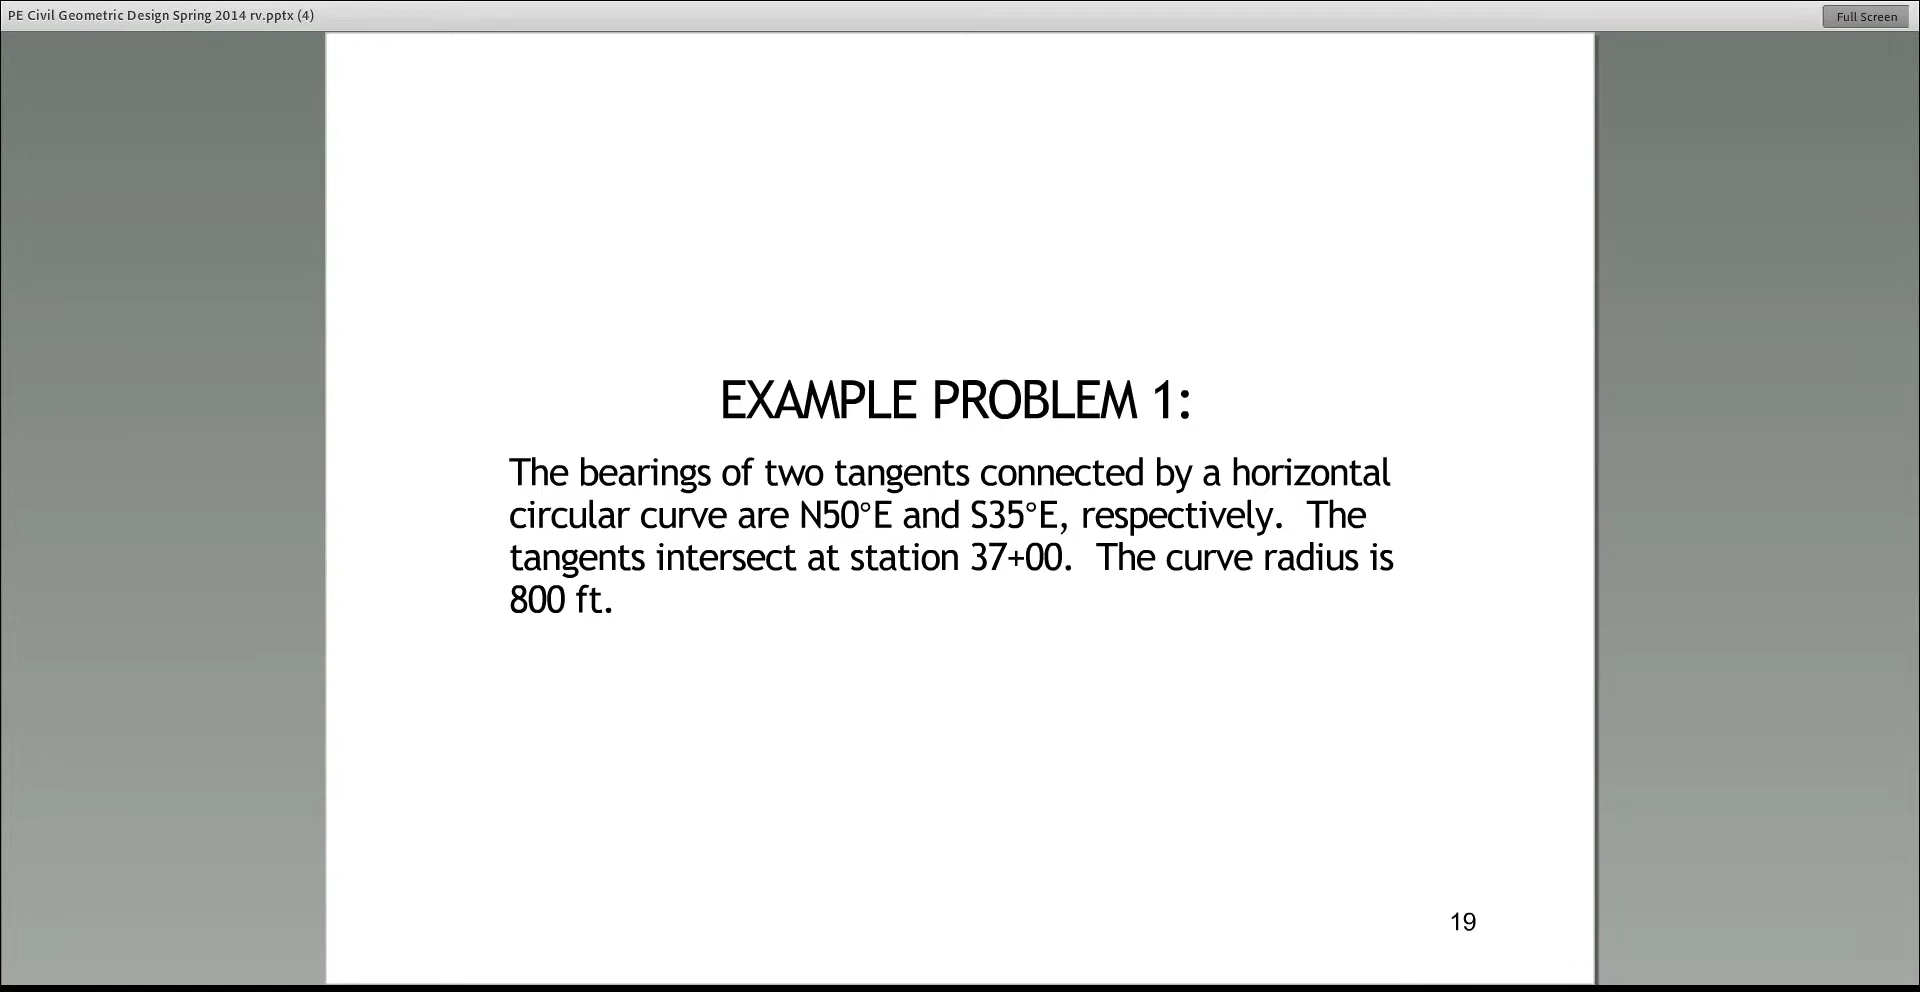 PE Civil Geometric Design Spring 2014 rv.pptx (4)
Full Screen
EXAMPLE PROBLEM 1:
The bearings of two tangents connected by a horizontal
circular curve are N50°E and S35°E, respectively.  The
tangents intersect at station 37+00.  The curve radius is
800 ft.
19